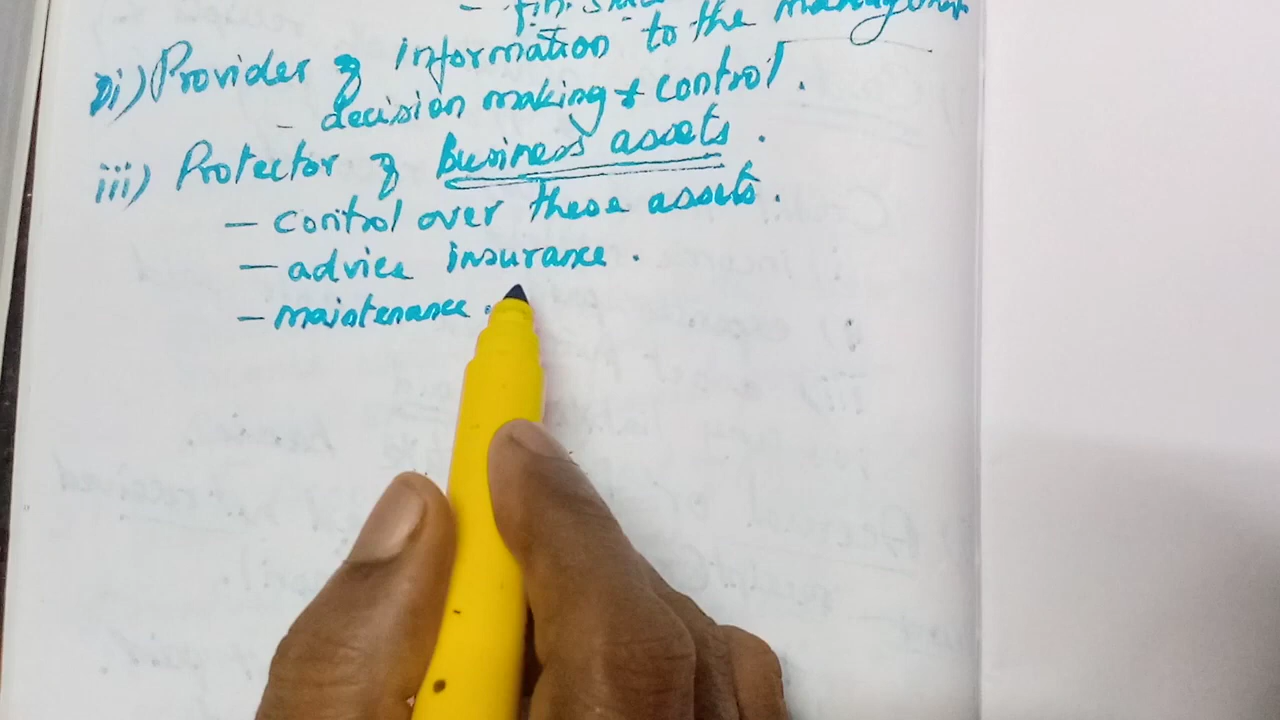 - fin.
ii) Provider of information to the management
- decision making & control.
iii) Protector of Business assets.
- control over these assets.
- advice insurance.
- maintenance.